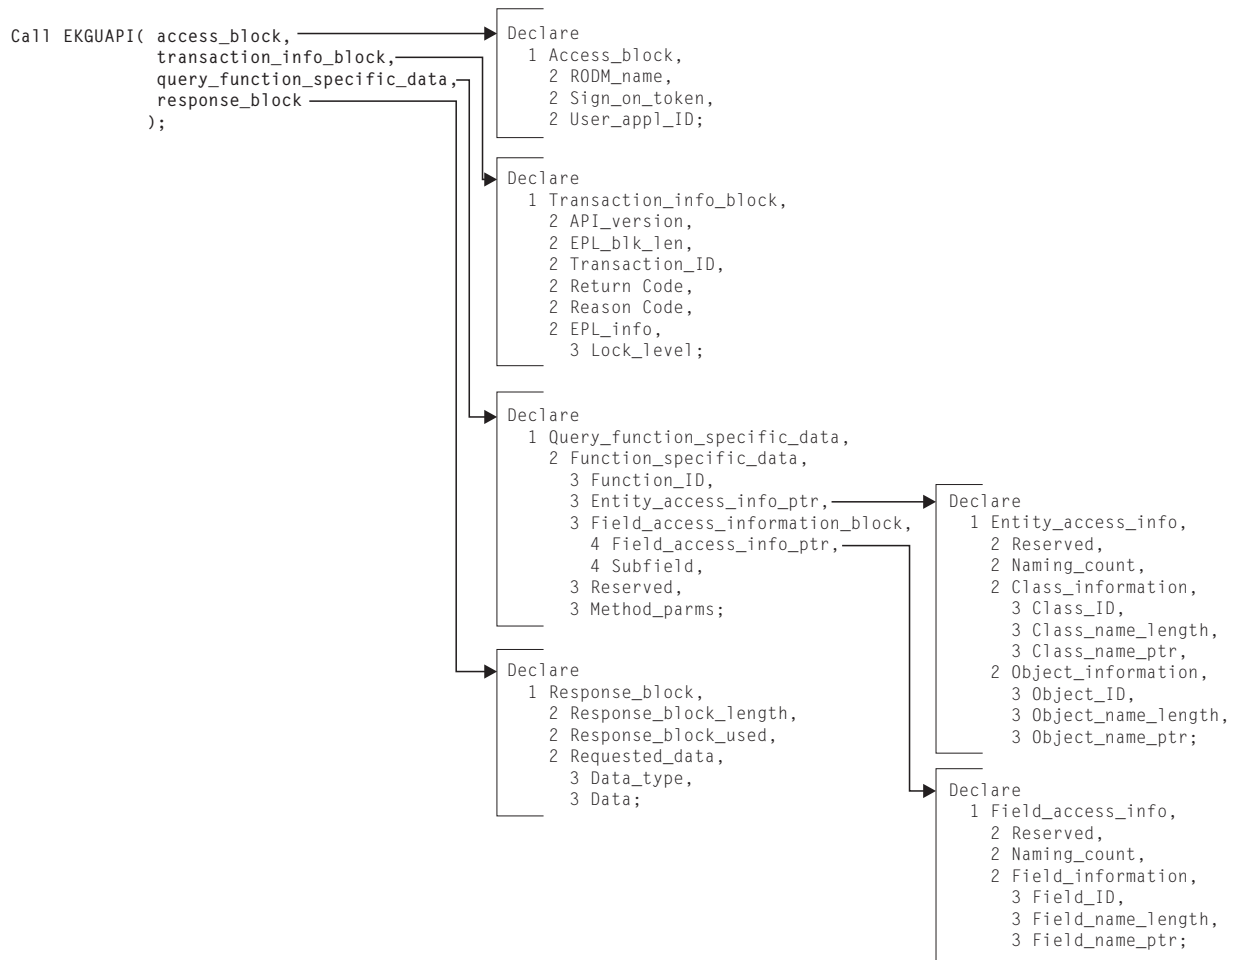 Call EKGUAPI( access_block,
transaction_info_block,
query_function_specific_data,
response_block
);
Declare
1 Access_block,
2 RODM_name,
2 Sign_on_token,
2 User_appl_ID;
Declare
1 Transaction_info_block,
2 API_version,
2 EPL_blk_len,
2 Transaction_ID,
2 Return Code,
2 Reason Code,
2 EPL_info,
3 Lock_level;
Declare
1 Query_function_specific_data,
2 Function_specific_data,
3 Function_ID,
3 Entity_access_info_ptr,
3 Field_access_information_block,
4 Field_access_info_ptr,
4 Subfield,
3 Reserved,
3 Method_parms;
Declare
1 Response_block,
2 Response_block_length,
2 Response_block_used,
2 Requested_data,
3 Data_type,
3 Data;
Declare
1 Entity_access_info,
2 Reserved,
2 Naming_count,
2 Class_information,
3 Class_ID,
3 Class_name_length,
3 Class_name_ptr,
2 Object_information,
3 Object_ID,
3 Object_name_length,
3 Object_name_ptr;
Declare
1 Field_access_info,
2 Reserved,
2 Naming_count,
2 Field_information,
3 Field_ID,
3 Field_name_length,
3 Field_name_ptr;